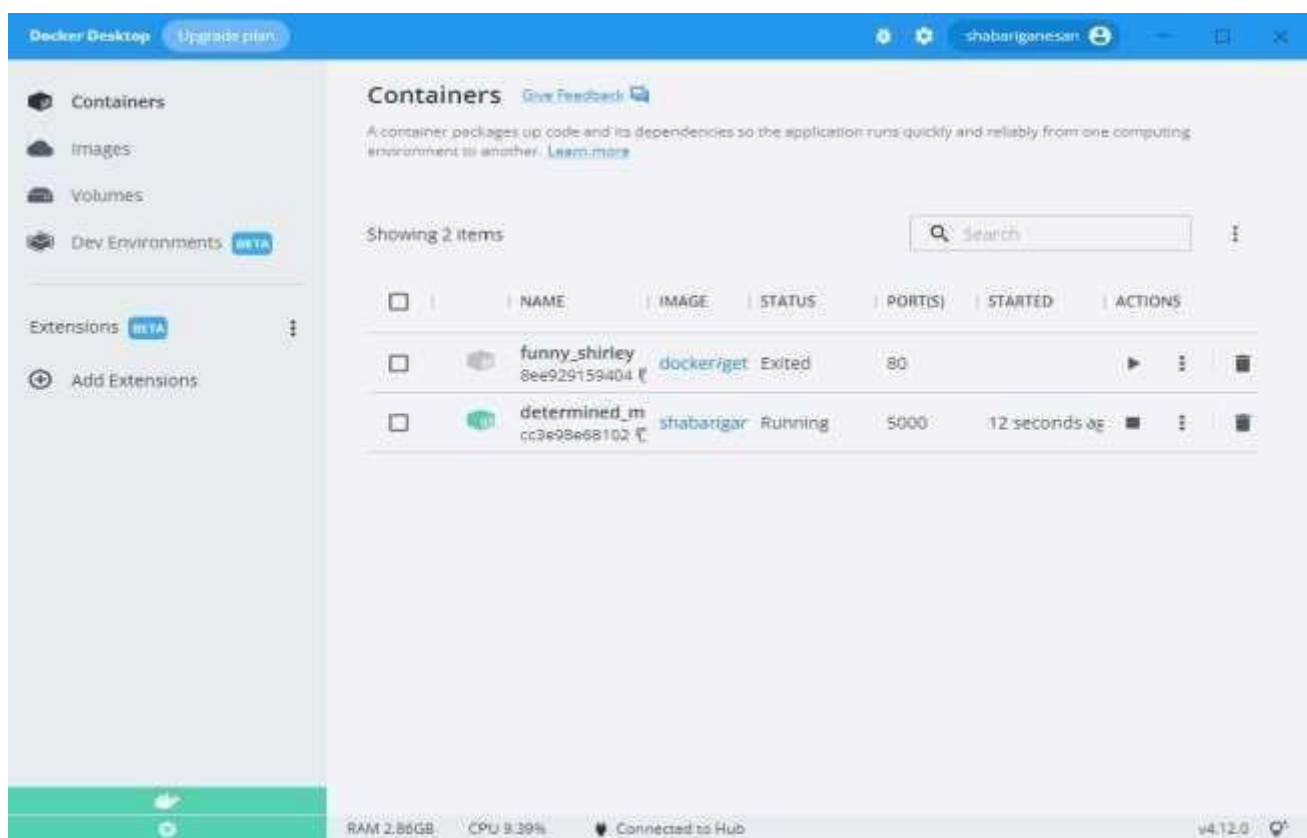 Docker Desktop Upgrade plan shabariganesan
Containers
Images
Volumes
Dev Environments BETA
Extensions BETA
Add Extensions
Containers Give Feedback
A container packages up code and its dependencies so the application runs quickly and reliably from one computing
environment to another. Learn more
Showing 2 items Search
NAME IMAGE STATUS PORT(S) STARTED ACTIONS
funny_shirley docker/get Exited 80
8ee929159404
determined_m shabarigar Running 5000 12 seconds ag
cc3e98e68102
RAM 2.86GB CPU 9.39% Connected to Hub v4.12.0